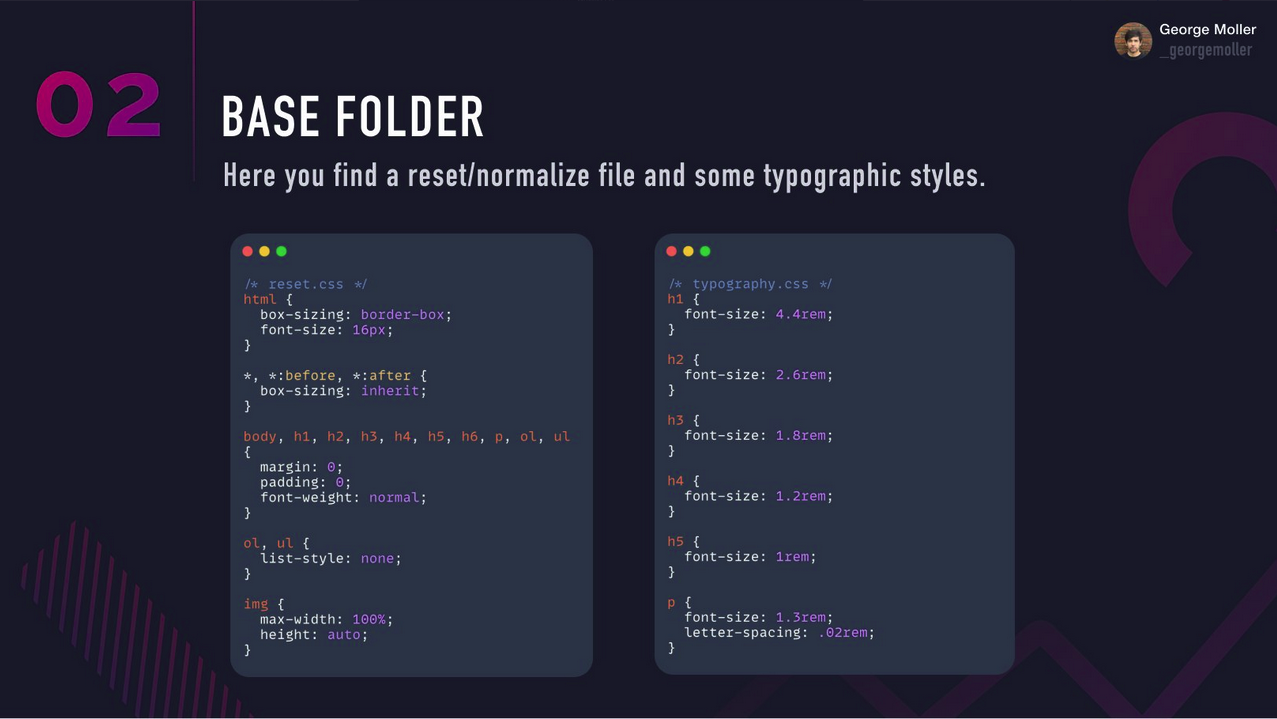 George Moller
_georgemoller
02
BASE FOLDER
Here you find a reset/normalize file and some typographic styles.
/* reset.css */
html {
  box-sizing: border-box;
  font-size: 16px;
}
*, *:before, *:after {
  box-sizing: inherit;
}
body, h1, h2, h3, h4, h5, h6, p, ol, ul
{
  margin: 0;
  padding: 0;
  font-weight: normal;
}
ol, ul {
  list-style: none;
}
img {
  max-width: 100%;
  height: auto;
}
/* typography.css */
h1 {
  font-size: 4.4rem;
}
h2 {
  font-size: 2.6rem;
}
h3 {
  font-size: 1.8rem;
}
h4 {
  font-size: 1.2rem;
}
h5 {
  font-size: 1rem;
}
p {
  font-size: 1.3rem;
  letter-spacing: .02rem;
}